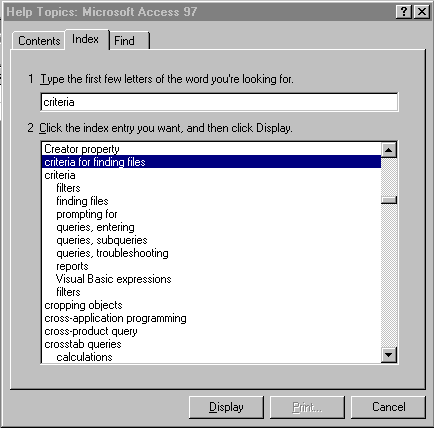 Help Topics: Microsoft Access 97
Contents Index Find
1 Type the first few letters of the word you're looking for.
criteria
2 Click the index entry you want, and then click Display.
Creator property
criteria for finding files
criteria
filters
finding files
prompting for
queries, entering
queries, subqueries
queries, troubleshooting
reports
Visual Basic expressions
filters
cropping objects
cross-application programming
cross-product query
crosstab queries
calculations
Display Print... Cancel